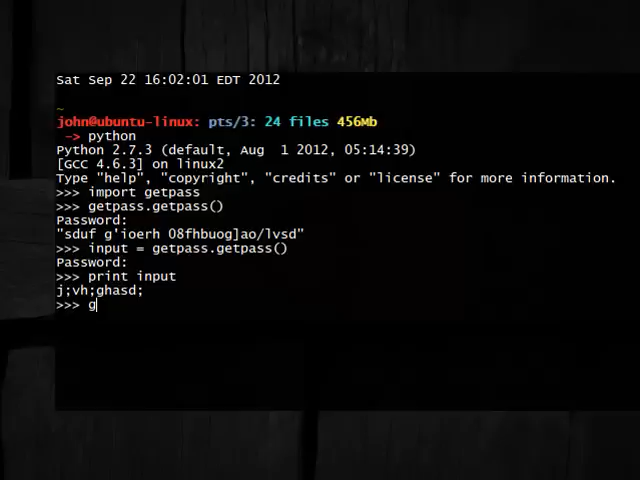 Sat Sep 22 16:02:01 EDT 2012
~
john@ubuntu-linux: pts/3: 24 files 456Mb
-> python
Python 2.7.3 (default, Aug  1 2012, 05:14:39)
[GCC 4.6.3] on linux2
Type "help", "copyright", "credits" or "license" for more information.
>>> import getpass
>>> getpass.getpass()
Password:
"sduf g'ioerh 08fhbuog]ao/lvsd"
>>> input = getpass.getpass()
Password:
>>> print input
j;vh;ghasd;
>>> g